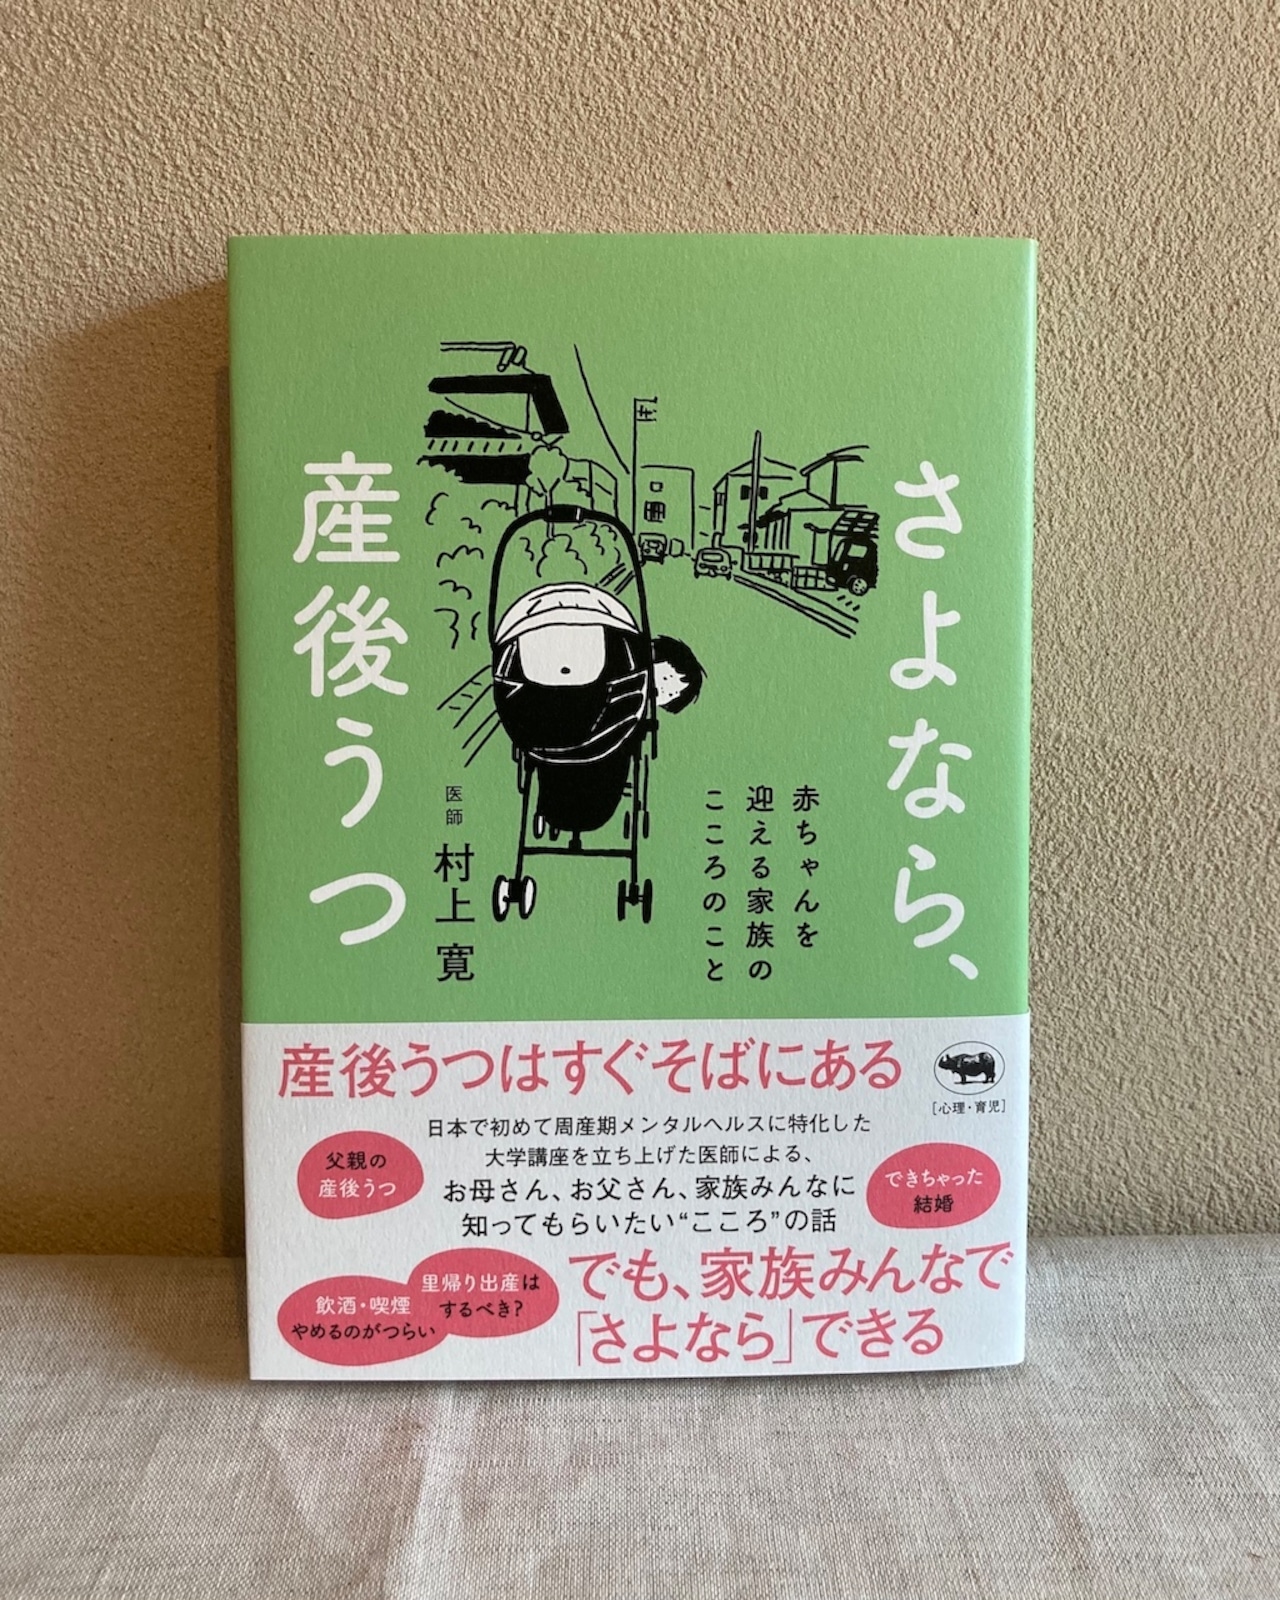 さよなら、
産後うつ
赤ちゃんを
迎える家族の
こころのこと
医師
村上 寛
産後うつはすぐそばにある
[心理・育児]
日本で初めて周産期メンタルヘルスに特化した
大学講座を立ち上げた医師による、
お母さん、お父さん、家族みんなに
知ってもらいたい“こころ”の話
父親の
産後うつ
できちゃった
結婚
里帰り出産は
するべき?
飲酒・喫煙
やめるのがつらい
でも、家族みんなで
「さよなら」できる